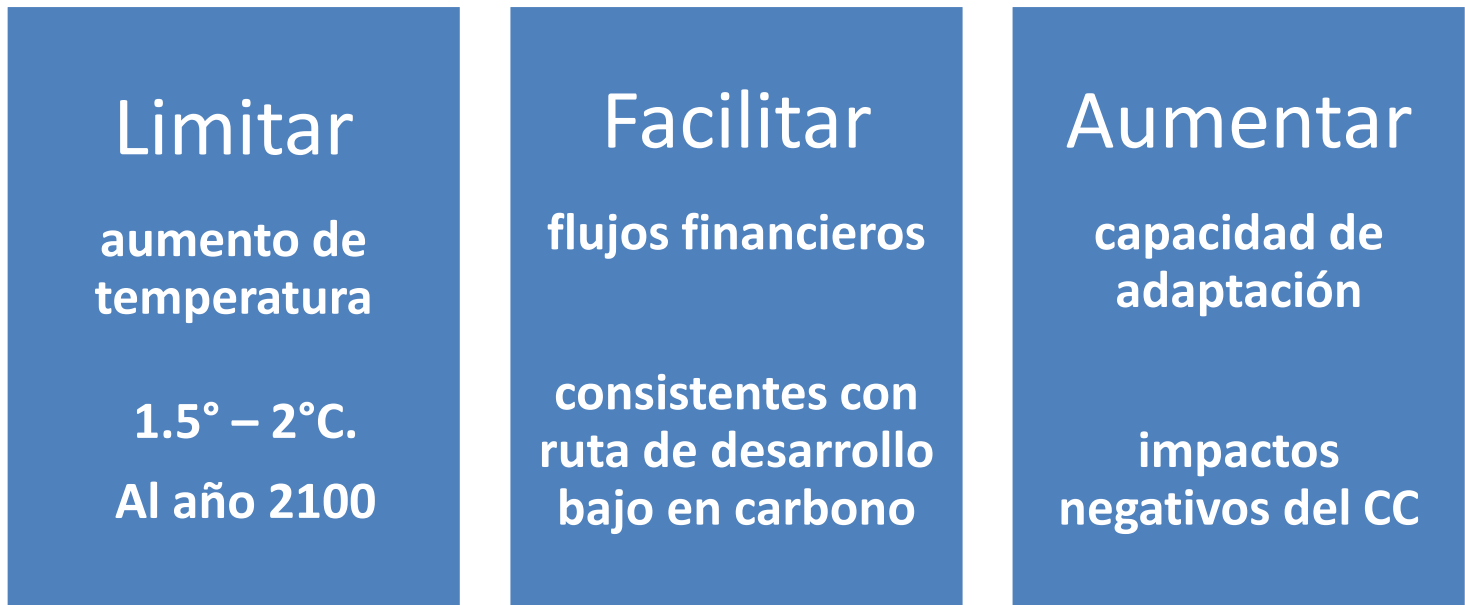 Limitar
aumento de
temperatura
1.5° – 2°C.
Al año 2100
Facilitar
flujos financieros
consistentes con
ruta de desarrollo
bajo en carbono
Aumentar
capacidad de
adaptación
impactos
negativos del CC